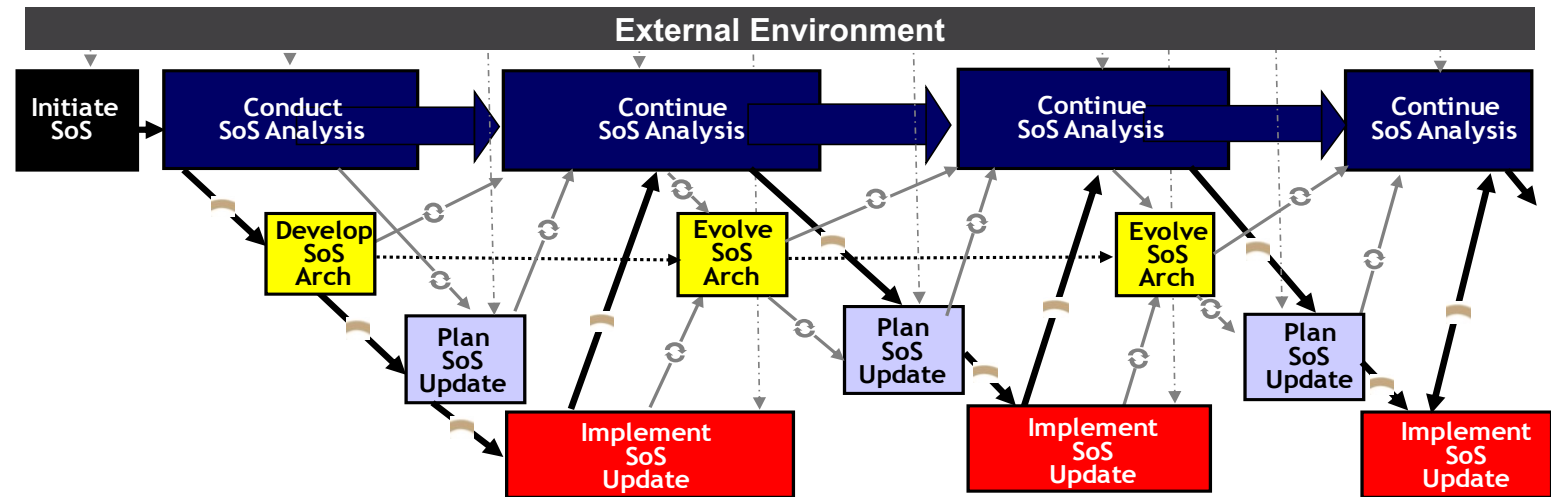 External Environment
Initiate
SoS
Conduct
SoS Analysis
Continue
SoS Analysis
Continue
SoS Analysis
Continue
SoS Analysis
Develop
SoS
Arch
Evolve
SoS
Arch
Evolve
SoS
Arch
Plan
SoS
Update
Plan
SoS
Update
Plan
SoS
Update
Implement
SoS
Update
Implement
SoS
Update
Implement
SoS
Update